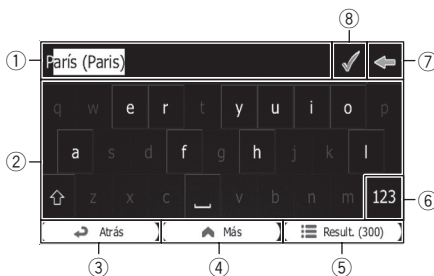 ⑧
① París (Paris) ⑦
② q w e r t y u i o p
a s d f g h j k l
z x c v b n m 123 ⑥
Atrás Más Result. (300)
③ ④ ⑤